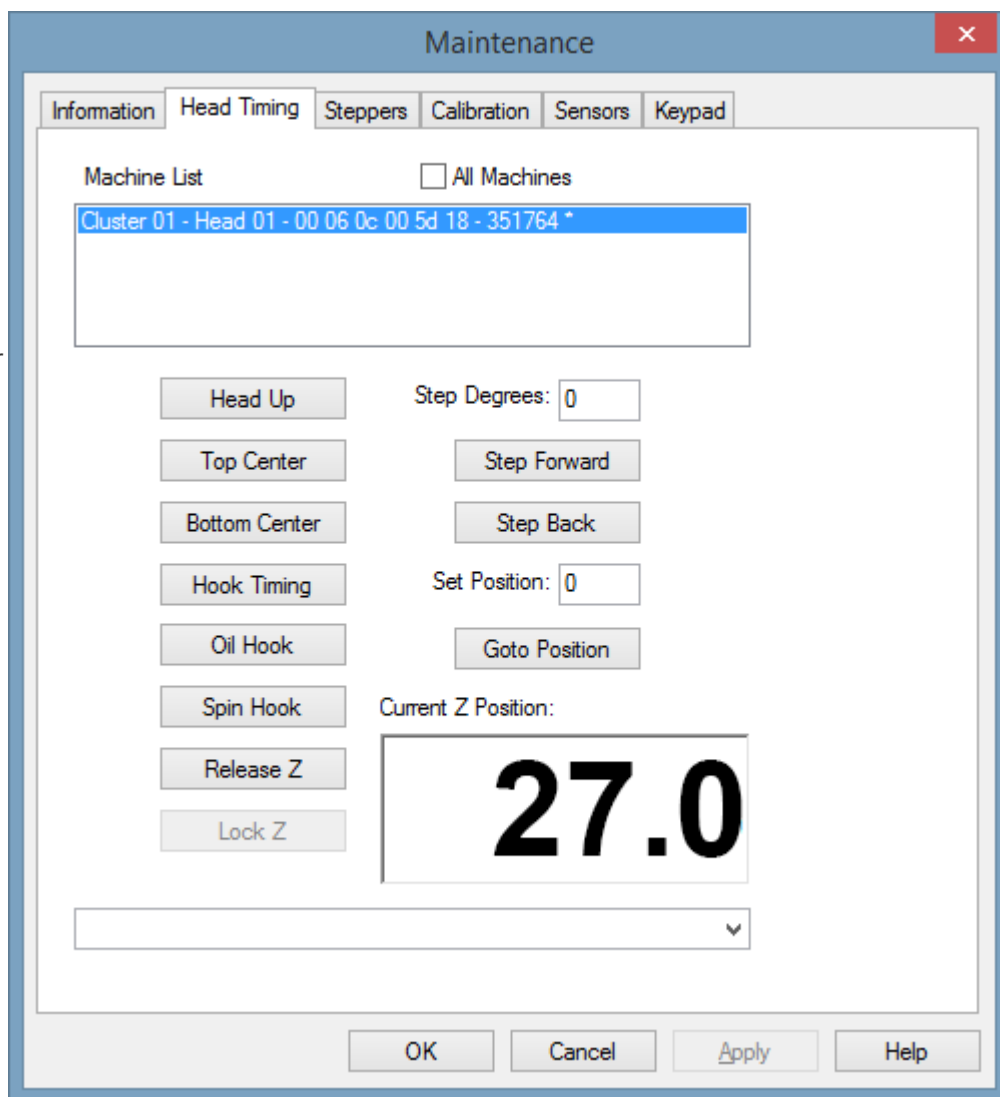 Maintenance
Information Head Timing Steppers Calibration Sensors Keypad
Machine List All Machines
Cluster 01 - Head 01 - 00 06 0c 00 5d 18 - 351764 *
Head Up Step Degrees: 0
Top Center Step Forward
Bottom Center Step Back
Hook Timing Set Position: 0
Oil Hook Goto Position
Spin Hook Current Z Position:
Release Z
27.0
Lock Z
OK Cancel Apply Help